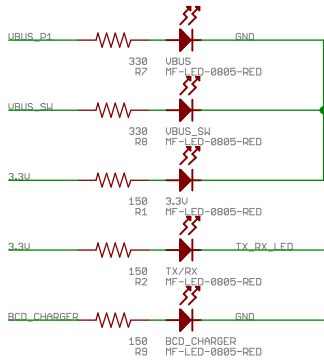 VBUS_P1 GND
330 VBUS
R7 MF-LED-0805-RED
VBUS_SW
330 VBUS_SW
R8 MF-LED-0805-RED
3.3V
150 3.3V
R1 MF-LED-0805-RED
3.3V TX_RX_LED
150 TX/RX
R2 MF-LED-0805-RED
BCD_CHARGER GND
150 BCD_CHARGER
R9 MF-LED-0805-RED